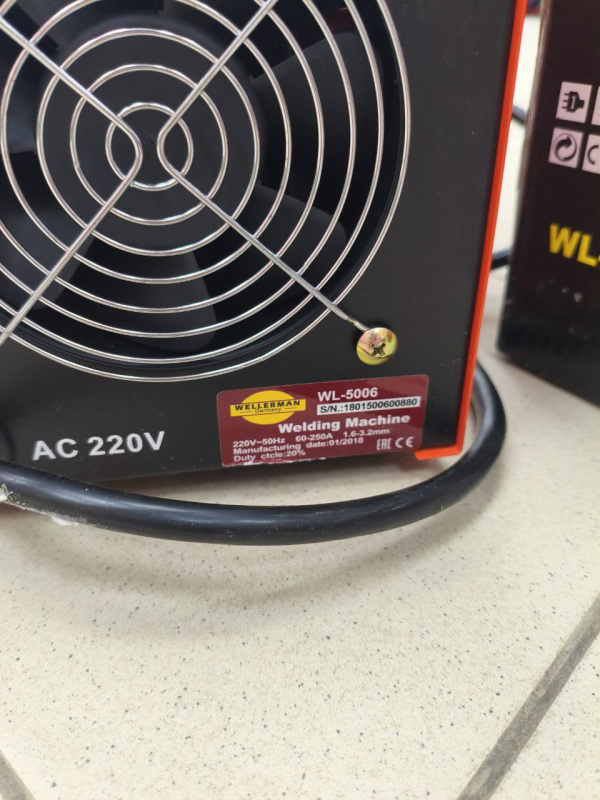 WELLERMAN
Germany
WL-5006
S/N.:1801500600880
Welding Machine
220V~50Hz 60-250A 1.6-3.2mm
Manufacturing date:01/2018
Duty ctcle:20%
EAC CE
AC 220V
WL-